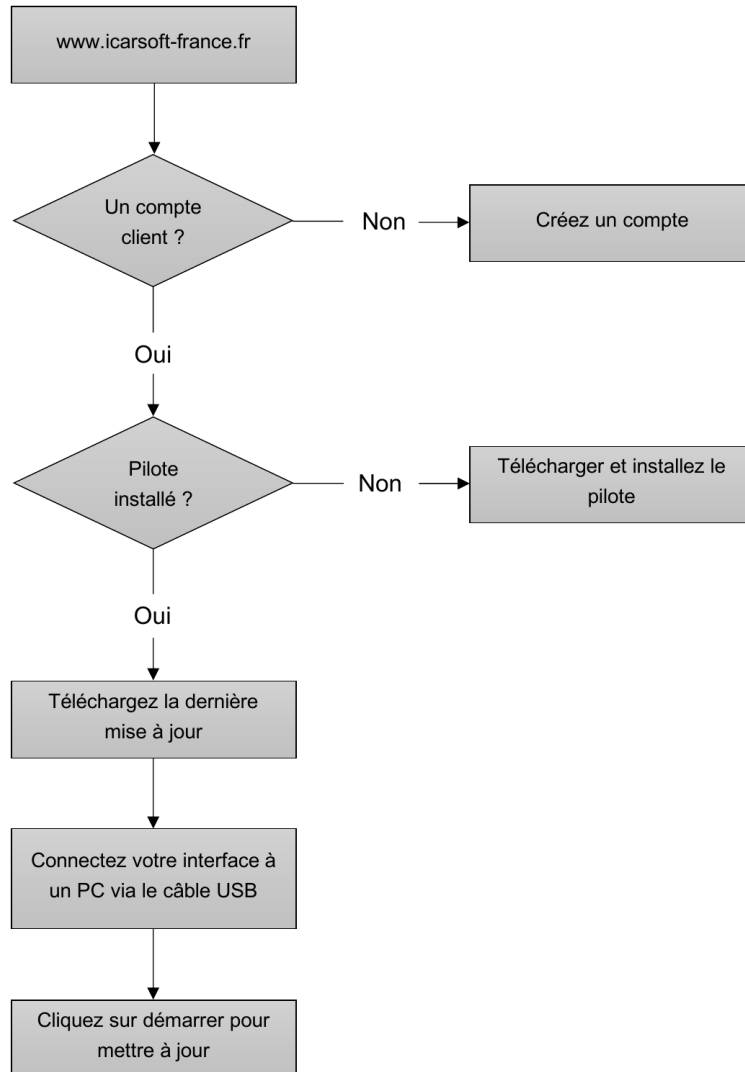 www.icarsoft-france.fr
Un compte
client ?
Non
Créez un compte
Oui
Pilote
installé ?
Non
Télécharger et installez le
pilote
Oui
Téléchargez la dernière
mise à jour
Connectez votre interface à
un PC via le câble USB
Cliquez sur démarrer pour
mettre à jour